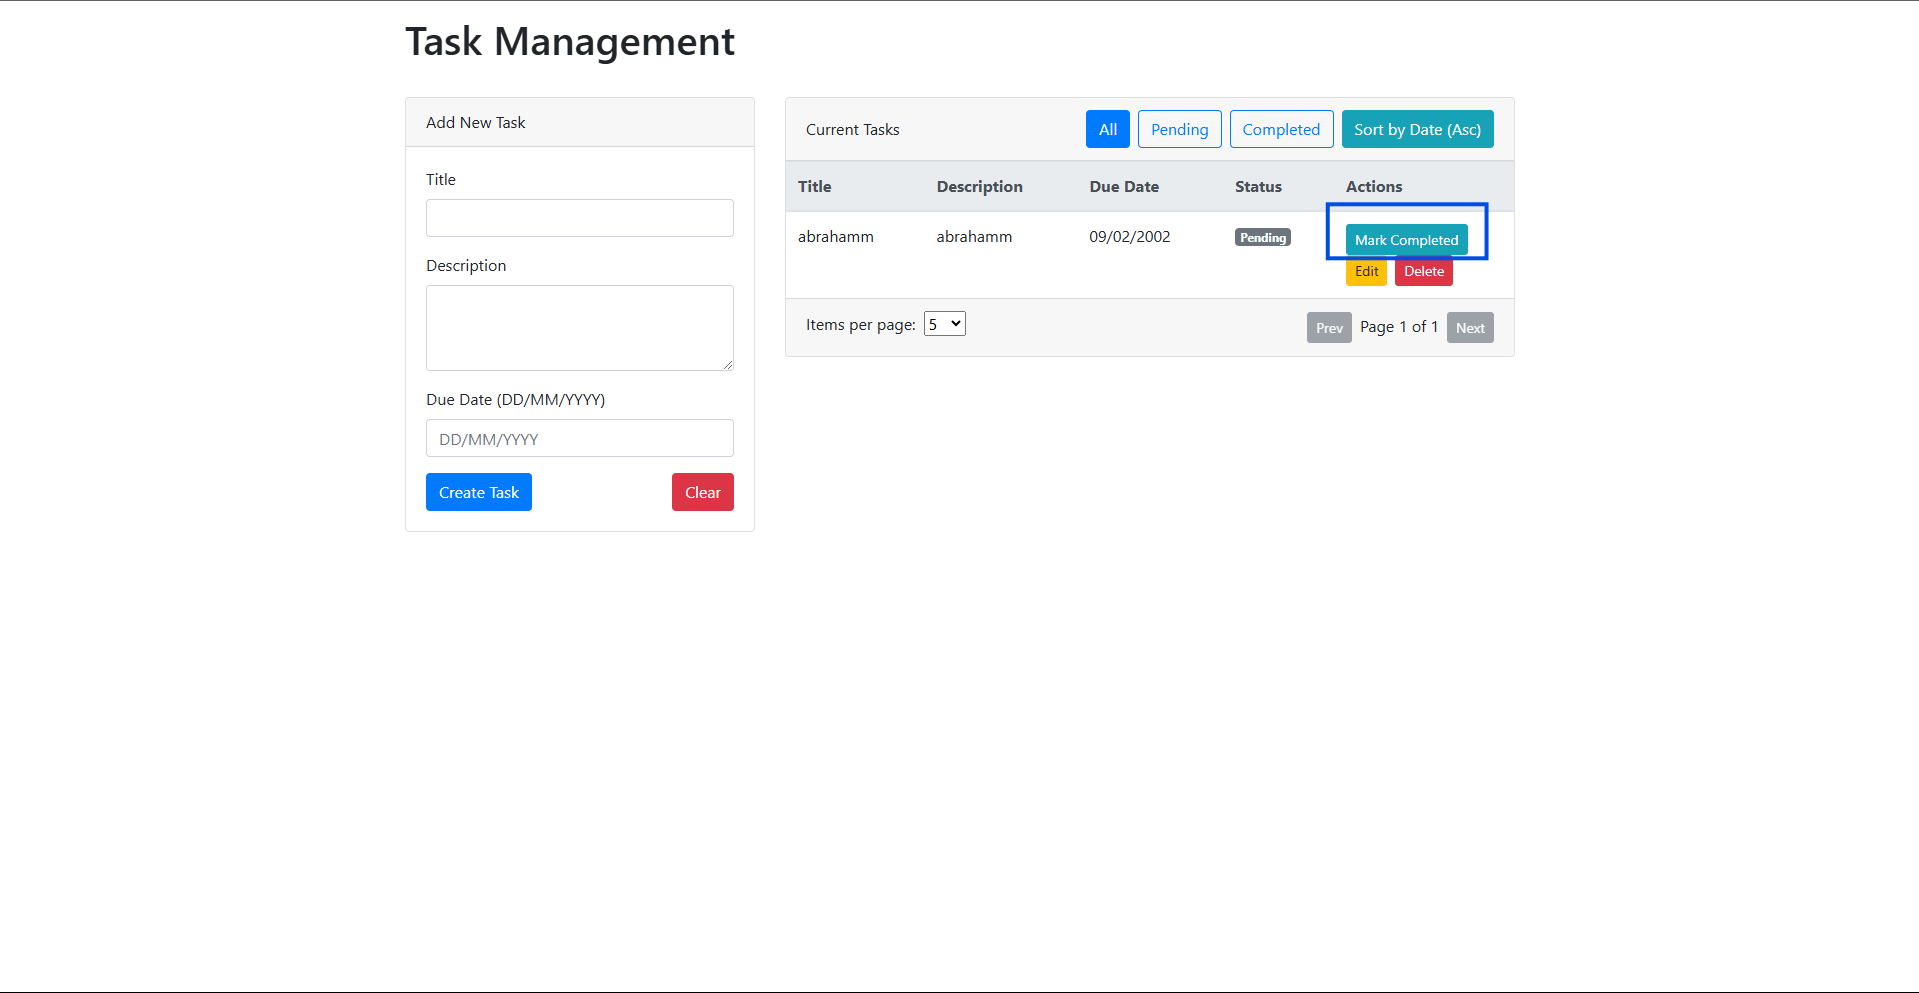 Task Management
Add New Task
Title
Description
Due Date (DD/MM/YYYY)
DD/MM/YYYY
Create Task Clear
Current Tasks All Pending Completed Sort by Date (Asc)
Title Description Due Date Status Actions
abrahamm abrahamm 09/02/2002 Pending Mark Completed
Edit Delete
Items per page: 5 Prev Page 1 of 1 Next